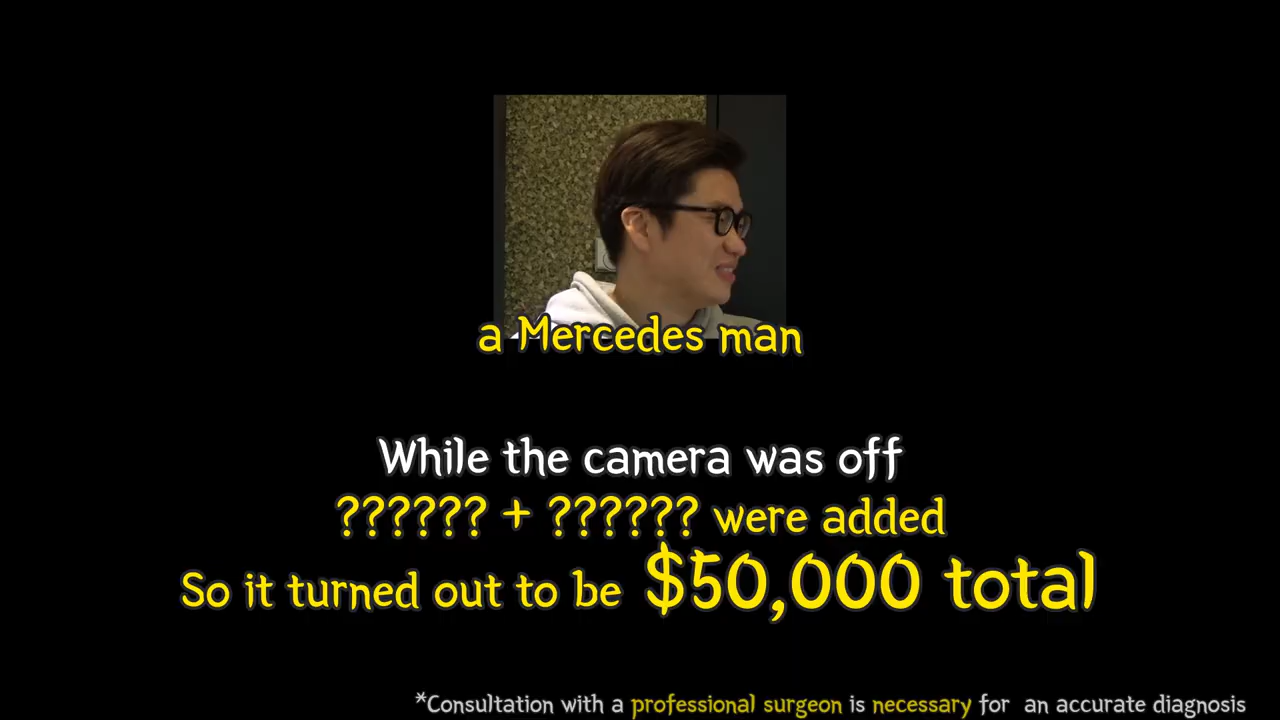 a Mercedes man
While the camera was off
?????? + ?????? were added
So it turned out to be $50,000 total
*Consultation with a professional surgeon is necessary for an accurate diagnosis